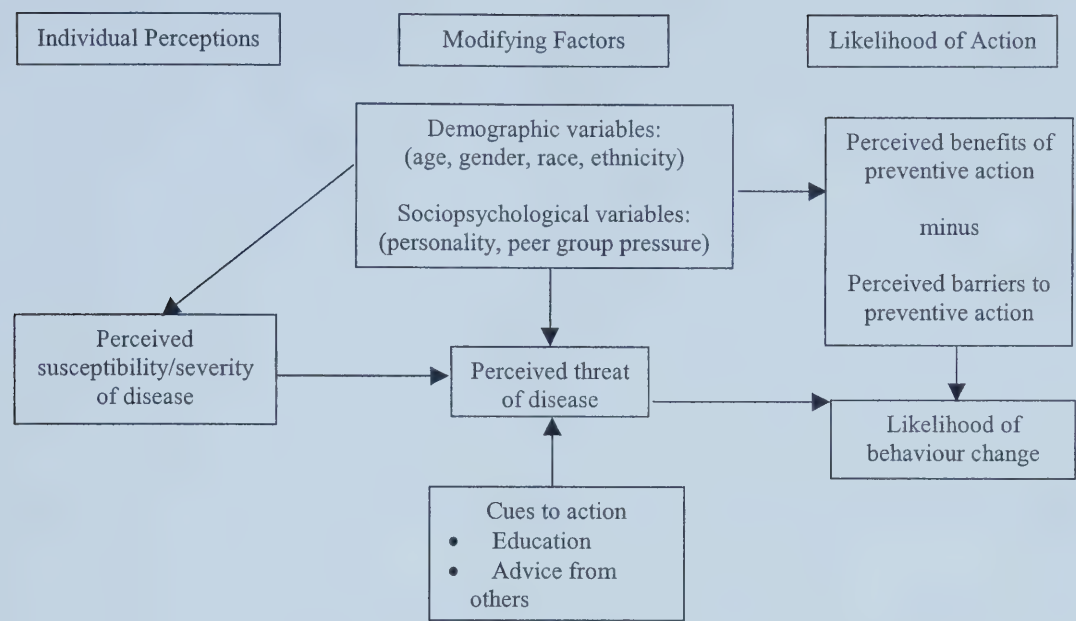 Individual Perceptions
Modifying Factors
Likelihood of Action
Demographic variables:
(age, gender, race, ethnicity)
Sociopsychological variables:
(personality, peer group pressure)
Perceived benefits of
preventive action
minus
Perceived barriers to
preventive action
Perceived
susceptibility/severity
of disease
Perceived threat
of disease
Likelihood of
behaviour change
Cues to action
• Education
• Advice from
others